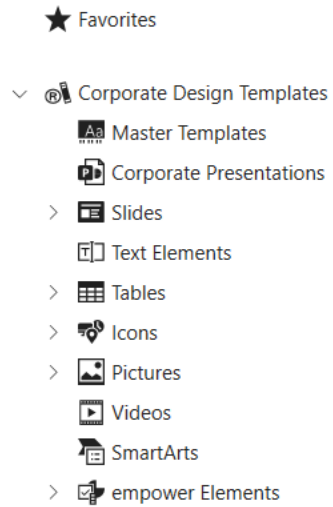 Favorites
Corporate Design Templates
Master Templates
Corporate Presentations
Slides
Text Elements
Tables
Icons
Pictures
Videos
SmartArts
empower Elements